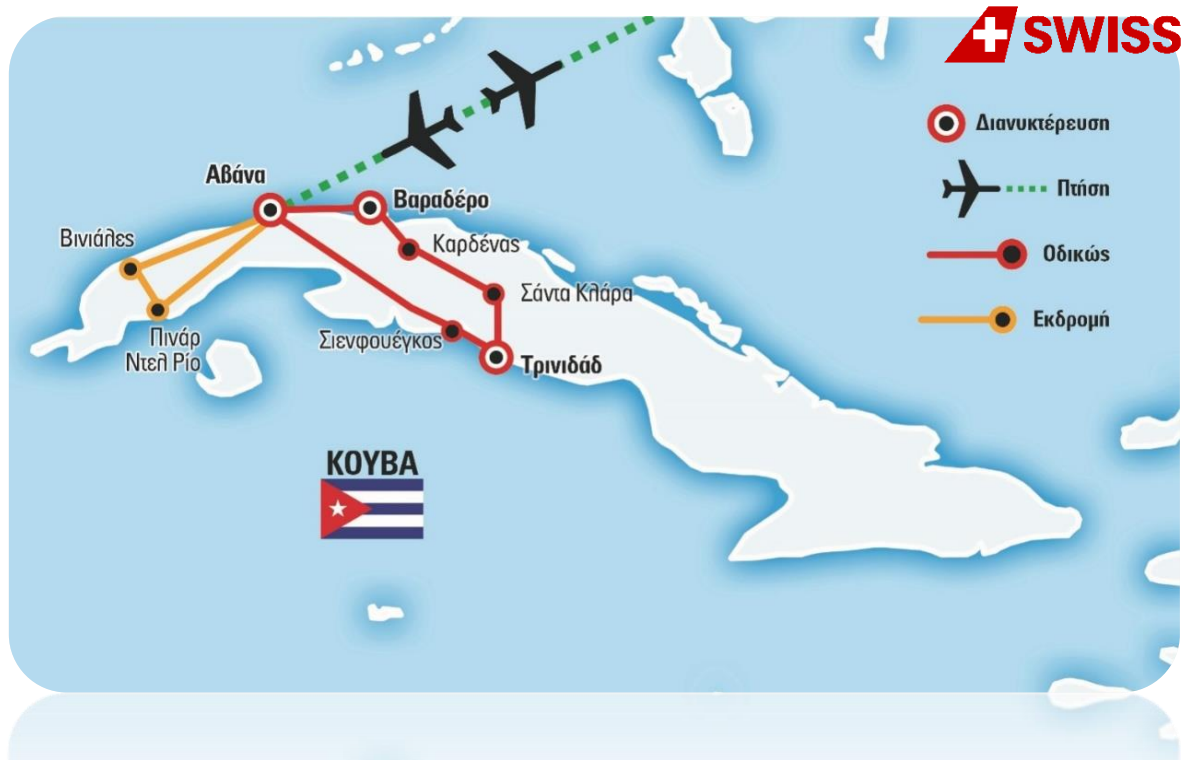 SWISS
Διανυκτέρευση
Πτήση
Οδικώς
Εκδρομή
Αβάνα
Βαραδέρο
Βινιάλες
Καρδένας
Σάντα Κλάρα
Πινάρ
Ντελ Ρίο
Σιενφουέγκος
Τρινιδάδ
ΚΟΥΒΑ